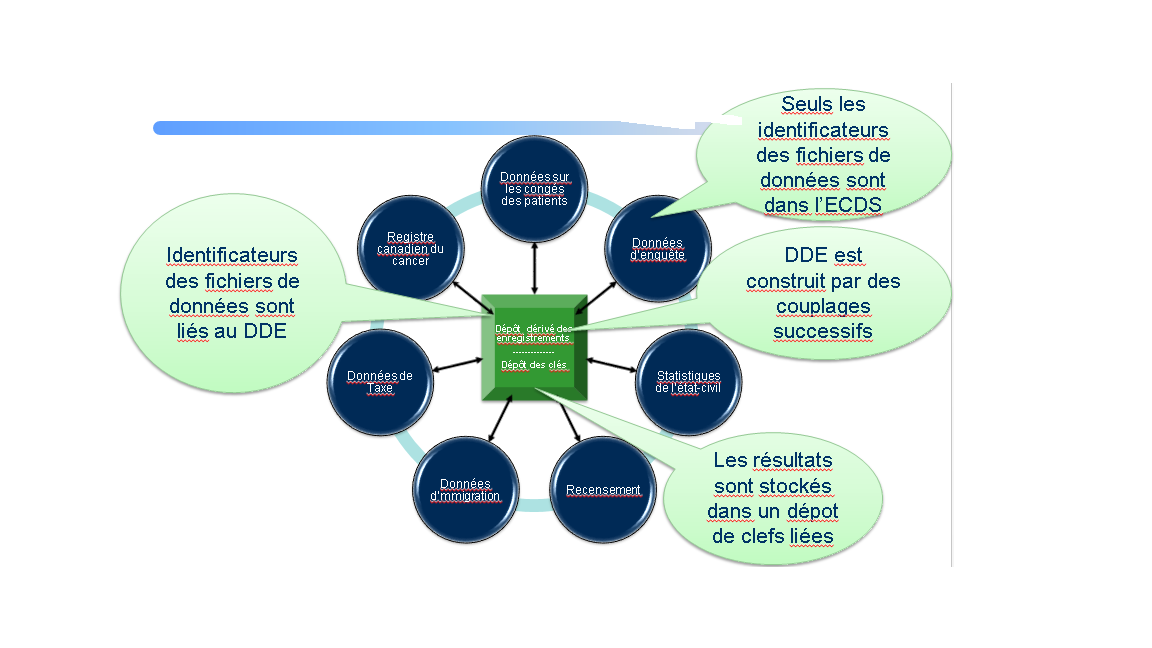 Seuls les
identificateurs
des fichiers de
données sont
dans l'ECDS
Données sur
les congés
des patients
Registre
canadien du
cancer
Données
d'enquête
Identificateurs
des fichiers de
données sont
liés au DDE
DDE est
construit par des
couplages
successifs
Dépôt dérivé des
enregistrements
--------------
Dépôt des clés
Données de
Taxe
Statistiques
de l'état-civil
Données
d'mmigration
Recensement
Les résultats
sont stockés
dans un dépot
de clefs liées